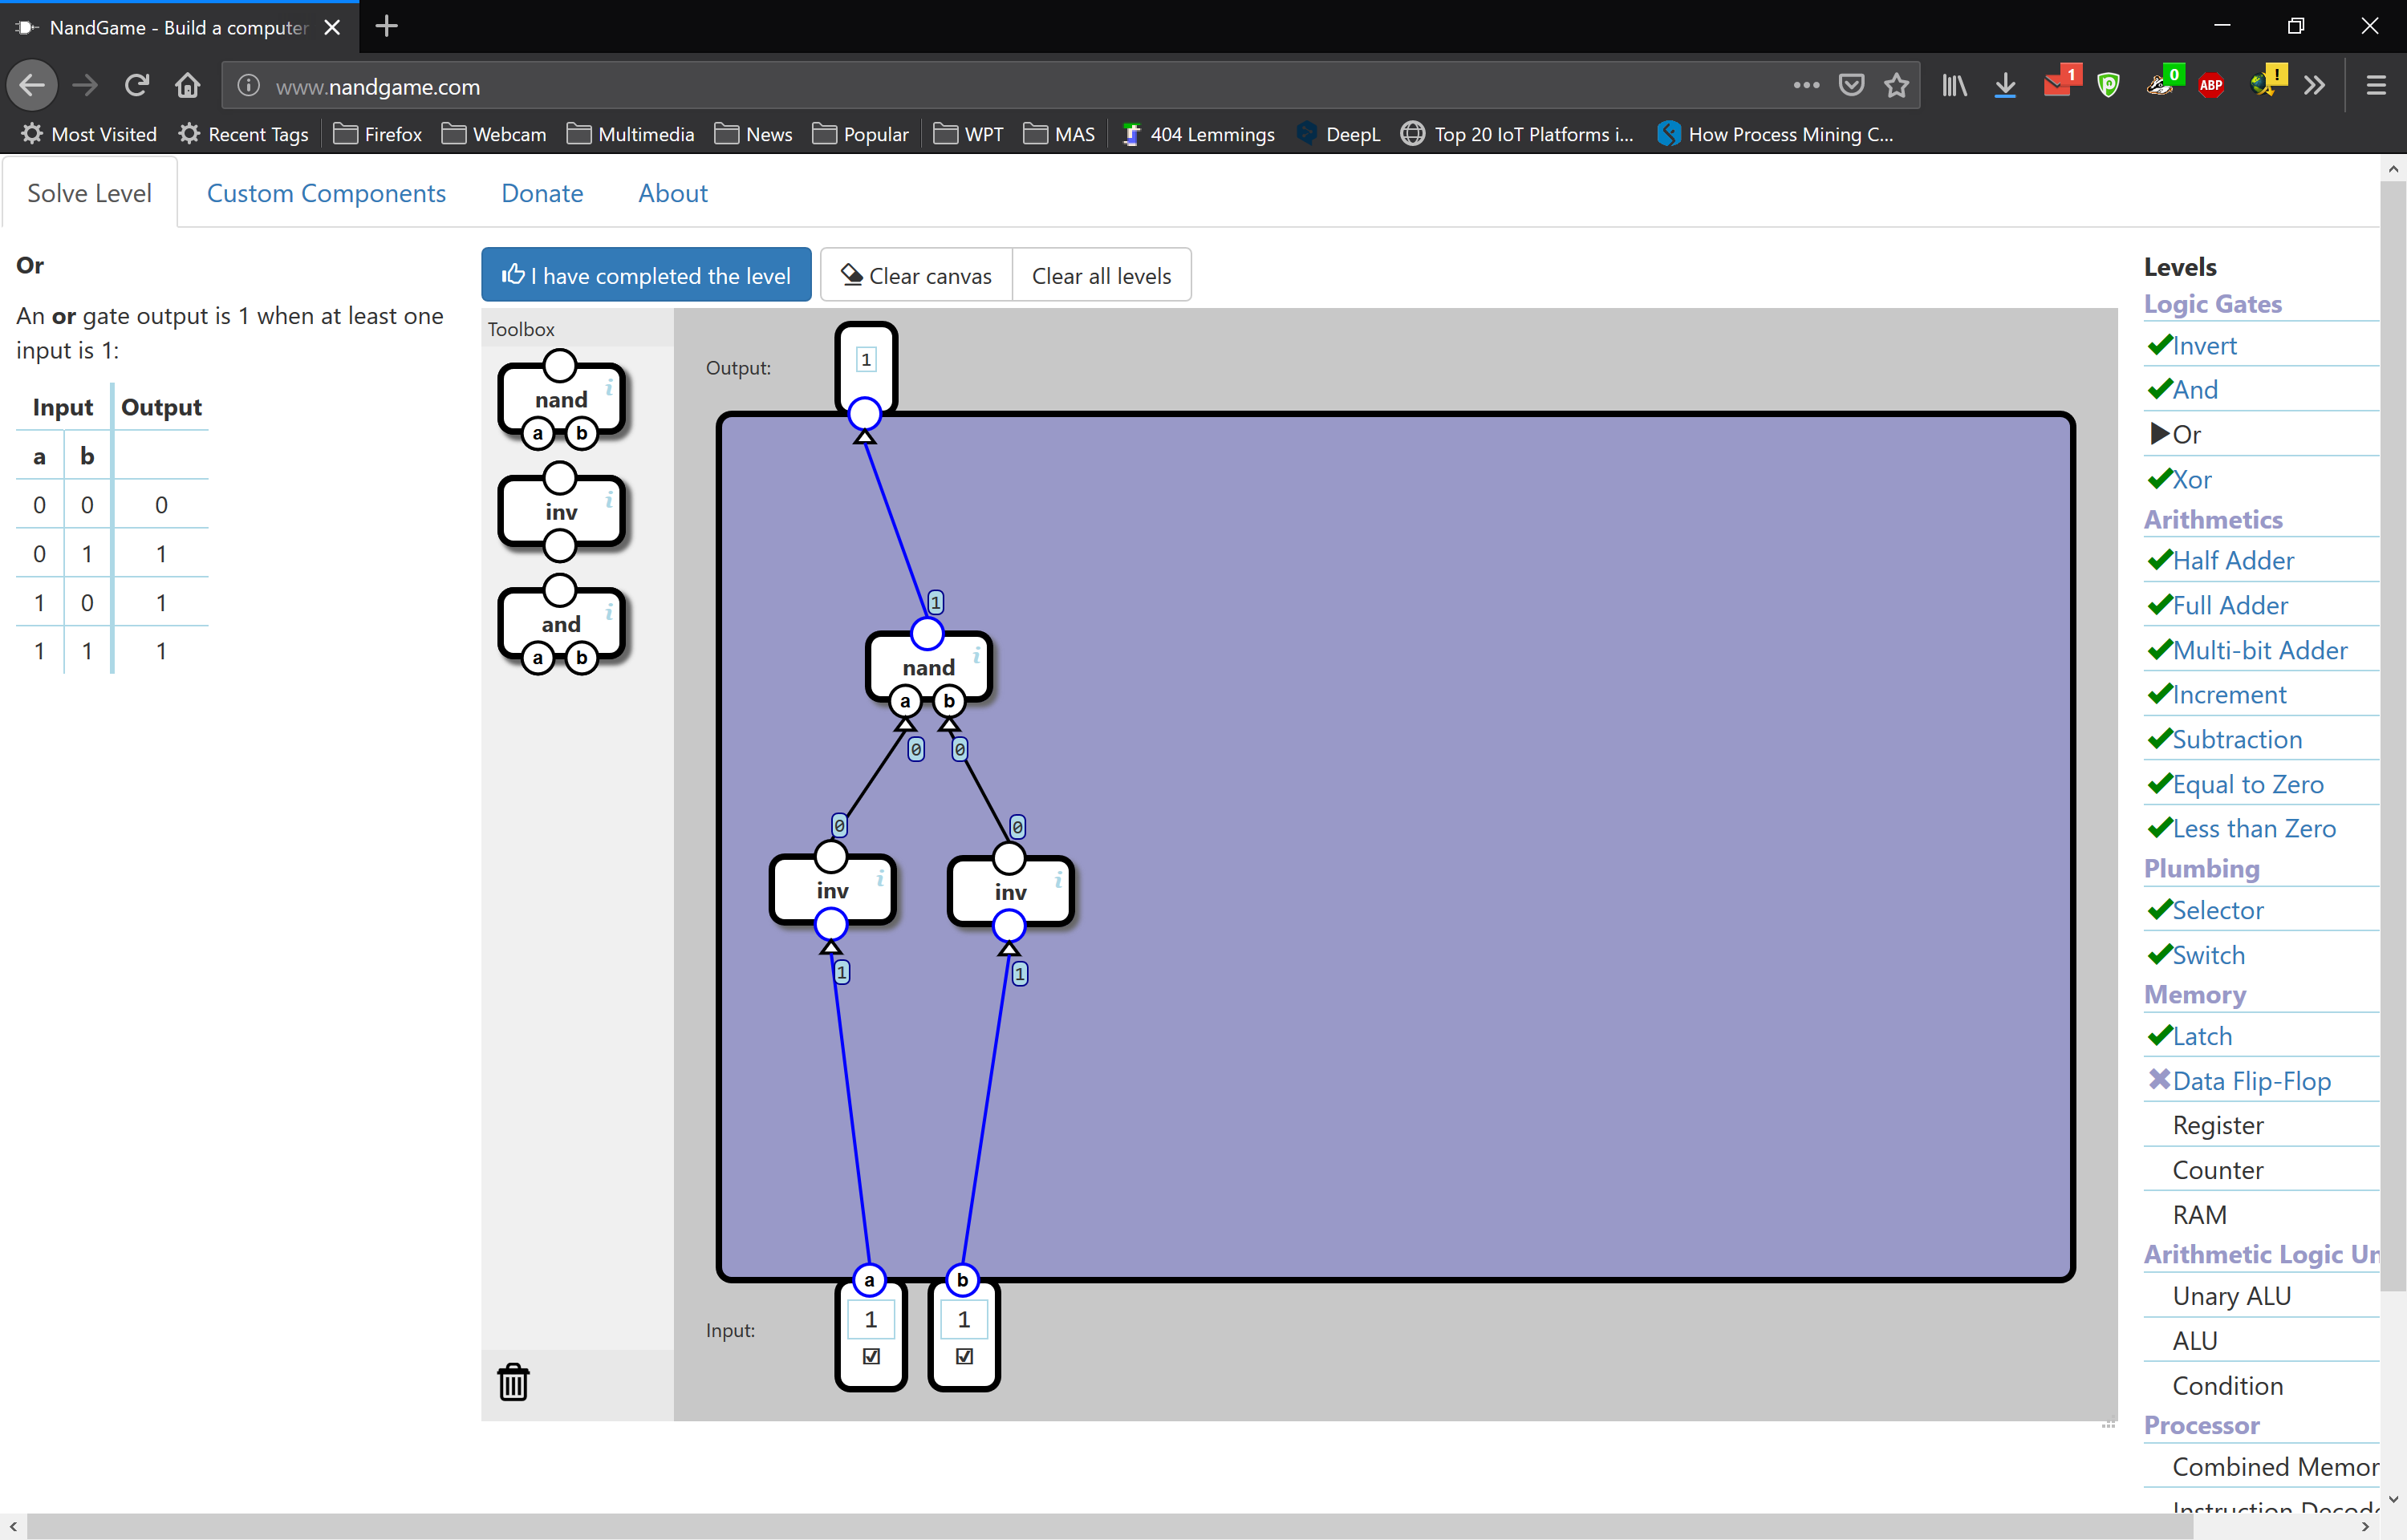 NandGame - Build a computer
www.nandgame.com
1
0
ABP
!
Most Visited
Recent Tags
Firefox
Webcam
Multimedia
News
Popular
WPT
MAS
404 Lemmings
DeepL
Top 20 IoT Platforms i...
How Process Mining C...
Solve Level
Custom Components
Donate
About
Or
An or gate output is 1 when at least one
input is 1:
Input Output
a b
0 0 0
0 1 1
1 0 1
1 1 1
I have completed the level
Clear canvas
Clear all levels
Toolbox
nand
i
a b
inv
i
and
i
a b
Output:
1
1
nand
i
a b
0 0
0 0
inv
i
inv
i
1 1
a b
Input:
1 1
Levels
Logic Gates
Invert
And
Or
Xor
Arithmetics
Half Adder
Full Adder
Multi-bit Adder
Increment
Subtraction
Equal to Zero
Less than Zero
Plumbing
Selector
Switch
Memory
Latch
Data Flip-Flop
Register
Counter
RAM
Arithmetic Logic Un
Unary ALU
ALU
Condition
Processor
Combined Memor
Instruction Decode